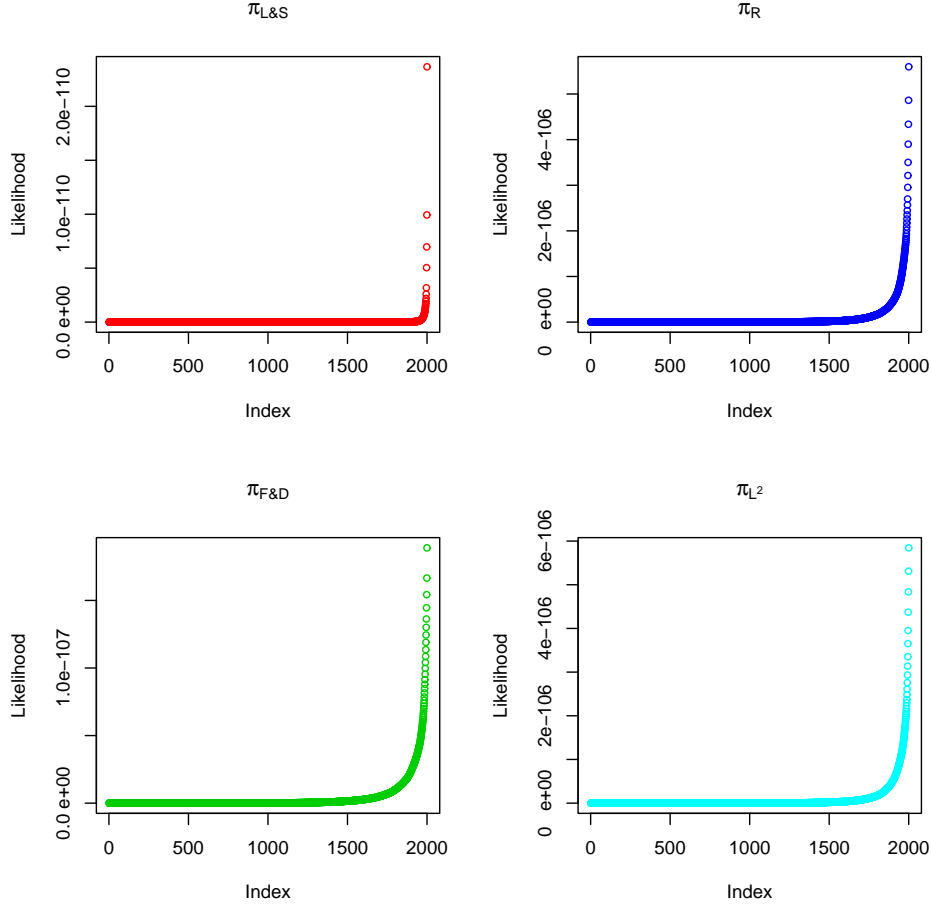 π_L&S
Likelihood
0.0 e+00
1.0e−110
2.0e−110
0
500
1000
1500
2000
Index
π_R
Likelihood
0 e+00
2e−106
4e−106
0
500
1000
1500
2000
Index
π_F&D
Likelihood
0.0 e+00
1.0e−107
0
500
1000
1500
2000
Index
π_L²
Likelihood
0 e+00
2e−106
4e−106
6e−106
0
500
1000
1500
2000
Index